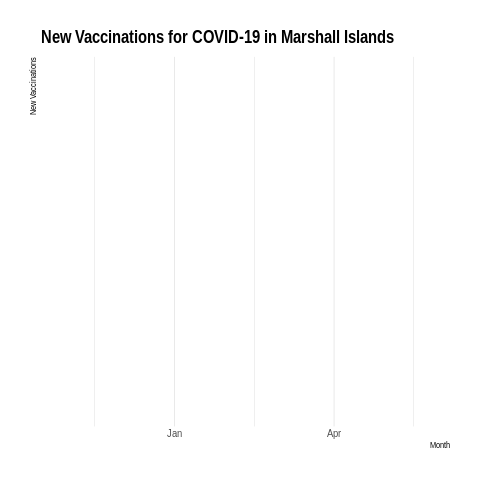 New Vaccinations for COVID-19 in Marshall Islands
New Vaccinations
Jan
Apr
Month